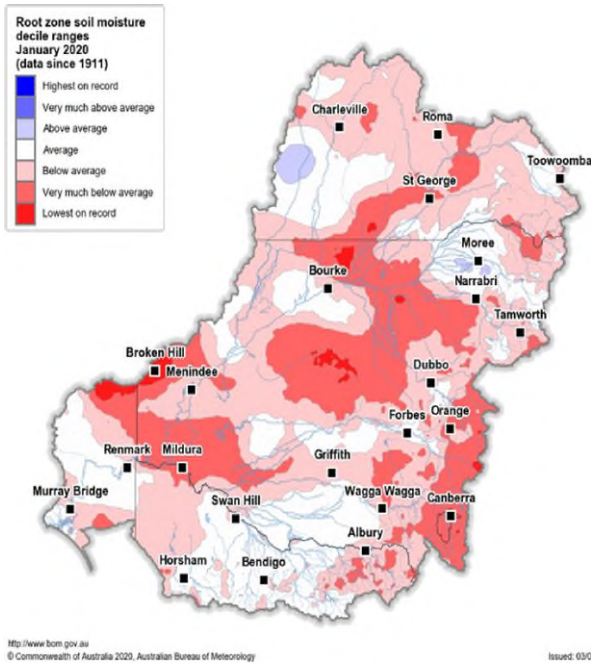 Root zone soil moisture
decile ranges
January 2020
(data since 1911)
Highest on record
Very much above average
Above average
Average
Below average
Very much below average
Lowest on record
Charleville
Roma
Toowoomba
St George
Moree
Bourke
Narrabri
Tamworth
Broken Hill
Menindee
Dubbo
Forbes
Orange
Renmark
Mildura
Griffith
Murray Bridge
Swan Hill
Wagga Wagga
Canberra
Albury
Horsham
Bendigo
http://www.bom.gov.au
© Commonwealth of Australia 2020, Australian Bureau of Meteorology
Issued: 03/0